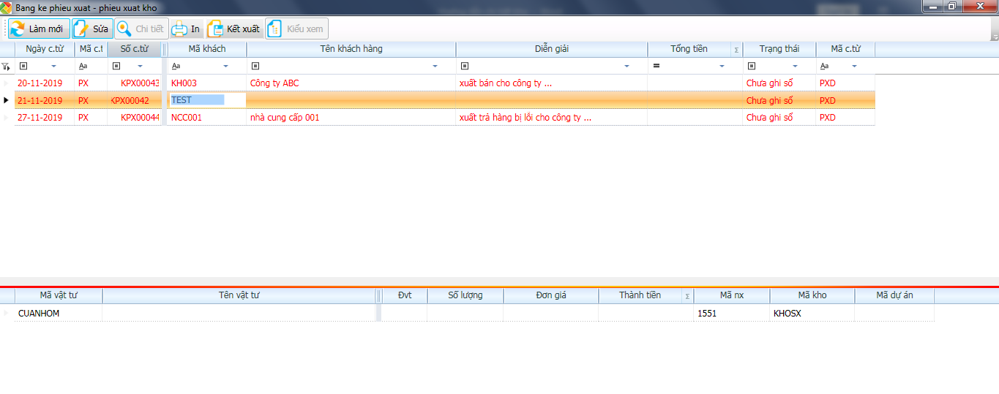 Bang ke phieu xuat - phieu xuat kho
Làm mới Sửa Chi tiết In Kết xuất Kiểu xem
Ngày c.từ Mã c.t Số c.từ Mã khách Tên khách hàng Diễn giải Tổng tiền Σ Trạng thái Mã c.từ
Aa Aa = Aa
20-11-2019 PX KPX00043 KH003 Công ty ABC xuất bán cho công ty ... Chưa ghi sổ PXD
21-11-2019 PX KPX00042 TEST Chưa ghi sổ PXD
27-11-2019 PX KPX00044 NCC001 nhà cung cấp 001 xuất trả hàng bị lỗi cho công ty ... Chưa ghi sổ PXD
Mã vật tư Tên vật tư Đvt Số lượng Đơn giá Thành tiền Σ Mã nx Mã kho Mã dự án
CUANHOM 1551 KHOSX